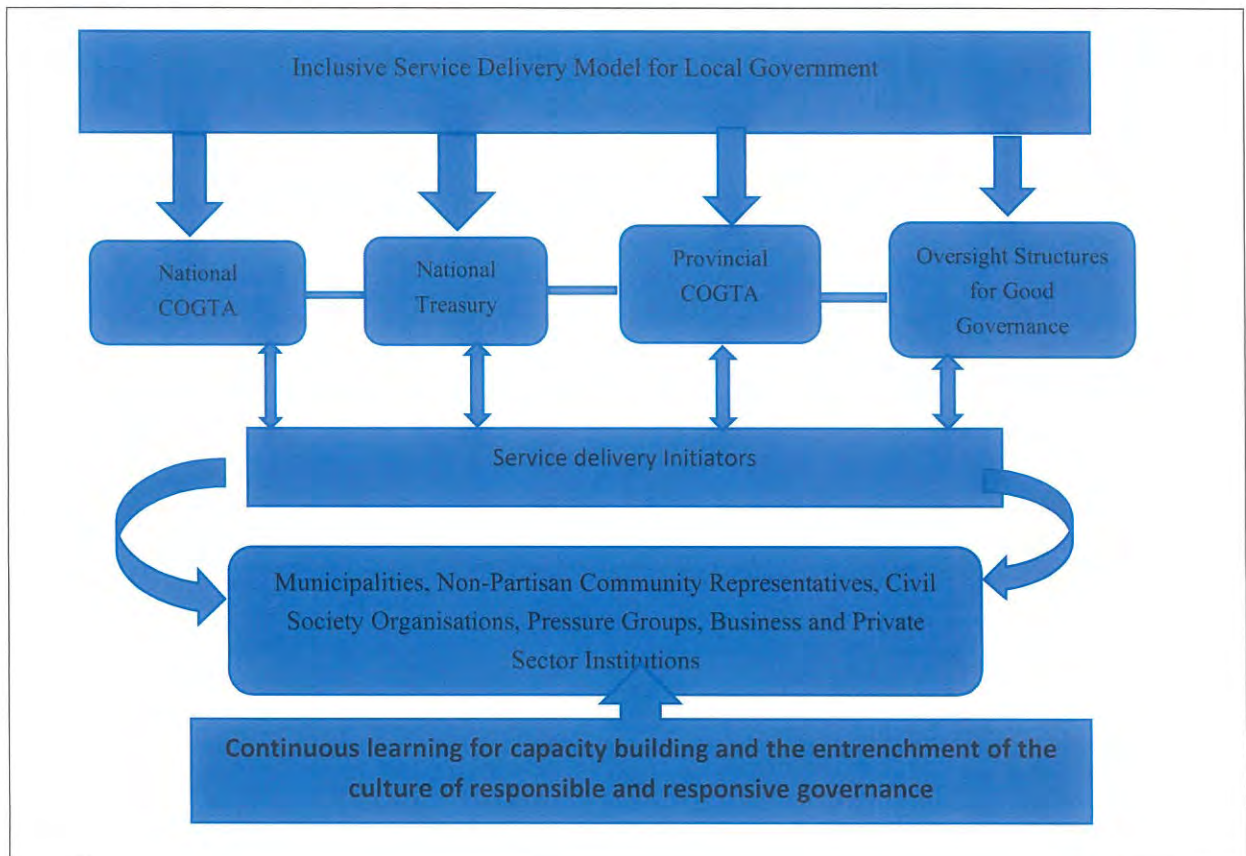 Inclusive Service Delivery Model for Local Government
National
COGTA
National
Treasury
Provincial
COGTA
Oversight Structures
for Good
Governance
Service delivery Initiators
Municipalities, Non-Partisan Community Representatives, Civil
Society Organisations, Pressure Groups, Business and Private
Sector Institutions
Continuous learning for capacity building and the entrenchment of the
culture of responsible and responsive governance